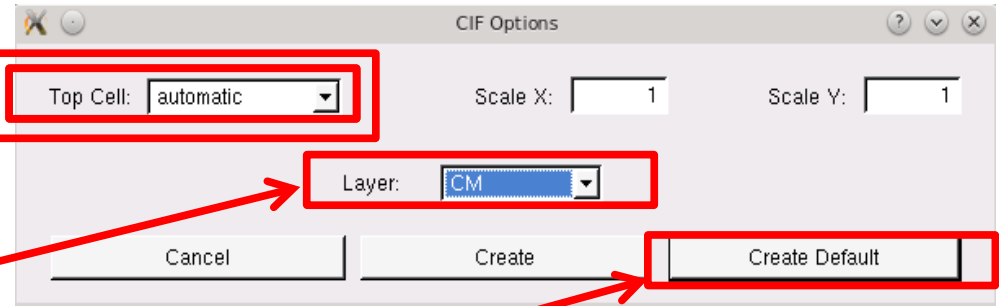 CIF Options
Top Cell: automatic Scale X: 1 Scale Y: 1
Layer: CM
Cancel Create Create Default